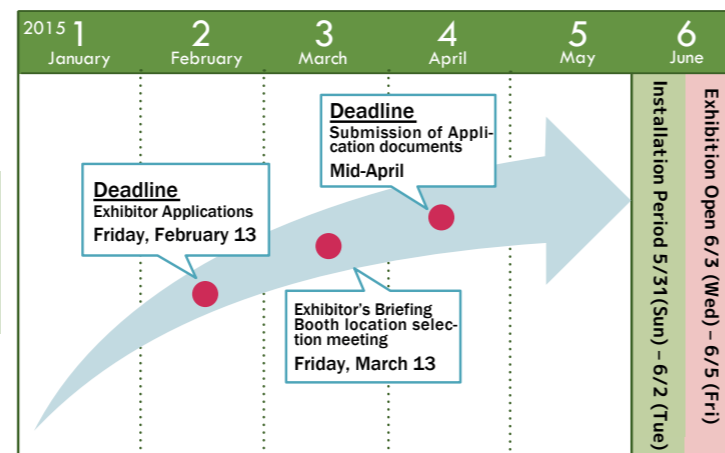 2015 1 2 3 4 5 6
January February March April May June
Deadline
Submission of Appli-
cation documents
Mid-April
Deadline
Exhibitor Applications
Friday, February 13
Exhibitor's Briefing
Booth location selec-
tion meeting
Friday, March 13
Installation Period 5/31(Sun) – 6/2 (Tue)
Exhibition Open 6/3 (Wed) – 6/5 (Fri)